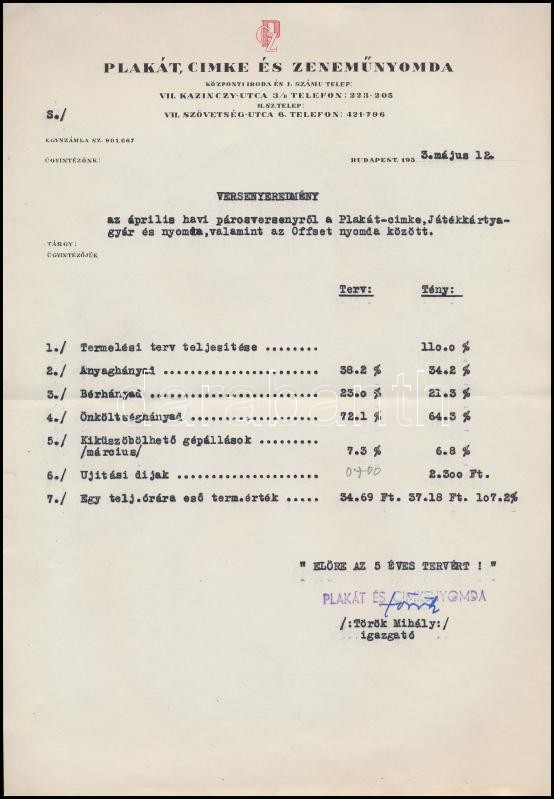 PLAKÁT, CIMKE ÉS ZENEMŰNYOMDA
KÖZPONTI IRODA ÉS I. SZÁMU TELEP:
VII. KAZINCZY-UTCA 3/B TELEFON: 223-205
II. SZ. TELEP:
S./ VII. SZÖVETSÉG-UTCA 6. TELEFON: 421-796
EGYSZÁMLA SZ. 901.667
ÜGYINTÉZŐNK: BUDAPEST, 195 3.május 12.
VERSENYEREDMÉNY
az április havi párosversenyről a Plakát-cimke,Játékkártya-
gyár és nyomda,valamint az Offset nyomda között.
TÁRGY:
ÜGYINTÉZŐJÜK
Terv: Tény:
1./ Termelési terv teljesitése ........ 110.0 %
2./ Anyaghányad ...................... 38.2 % 34.2 %
3./ Bérhányad ........................ 23.0 % 21.3 %
4./ Önköltséghányad .................. 72.1 % 64.3 %
5./ Kiküszöbölhető gépállások .........
/március/ 7.3 % 6.8 %
6./ Ujitási dijak .................... 2.300 Ft.
7./ Egy telj.órára eső term.érték ..... 34.69 Ft. 37.18 Ft. 107.2%
" ELŐRE AZ 5 ÉVES TERVÉRT ! "
PLAKÁT ÉS CIMKENYOMDA
Török
/:Török Mihály:/
igazgató
darabanth